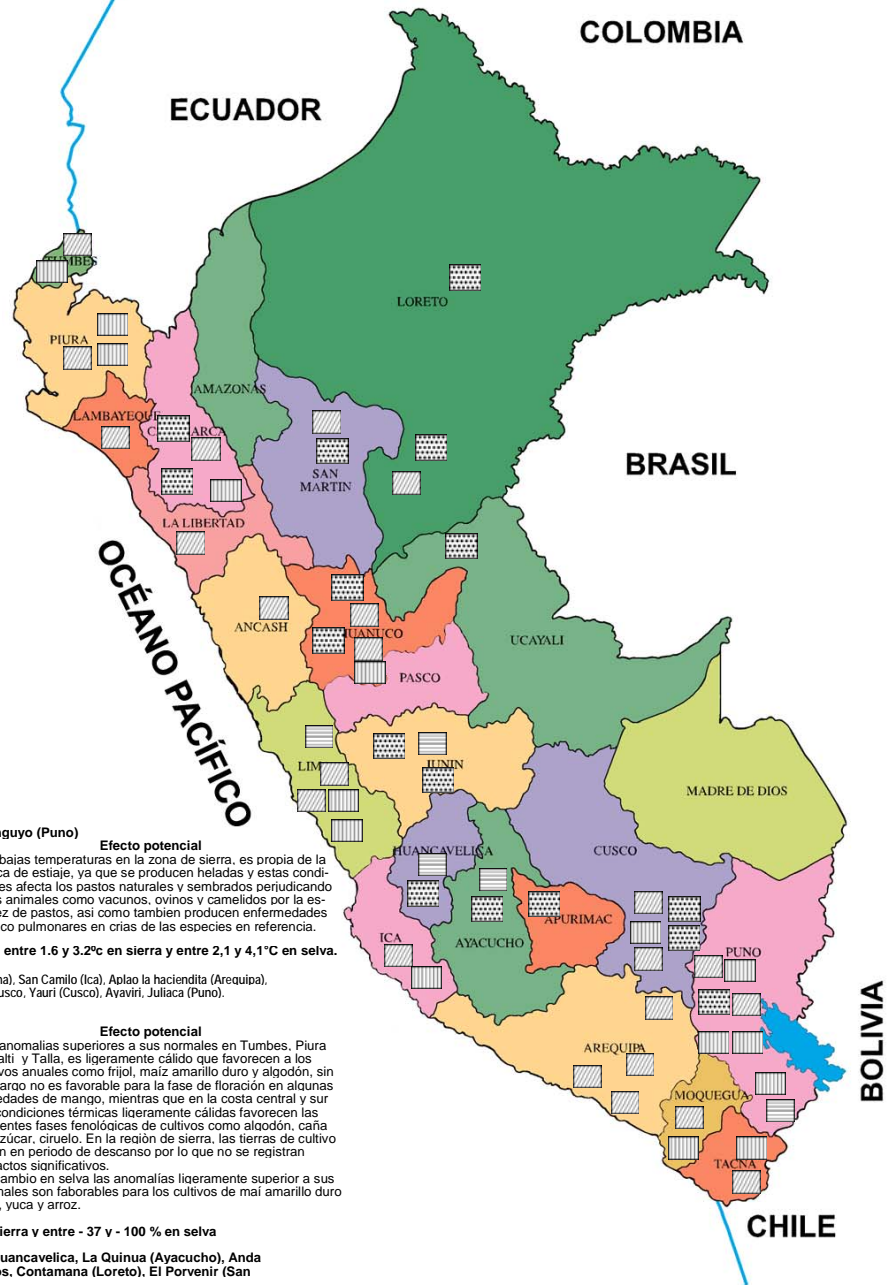 COLOMBIA
ECUADOR
TUMBES
LORETO
PIURA
AMAZONAS
LAMBAYEQUE
SAN
MARTIN
BRASIL
LA LIBERTAD
OCÉANO PACÍFICO
ANCASH
UCAYALI
PASCO
JUNIN
MADRE DE DIOS
HUANCAVELICA
CUSCO
ICA
AYACUCHO
APURIMAC
PUNO
AREQUIPA
MOQUEGUA
TACNA
BOLIVIA
CHILE
nguyo (Puno)
Efecto potencial
bajas temperaturas en la zona de sierra, es propia de la
ca de estiaje, ya que se producen heladas y estas condi-
es afecta los pastos naturales y sembrados perjudicando
s animales como vacunos, ovinos y camelidos por la es-
ez de pastos, asi como tambien producen enfermedades
ico pulmonares en crias de las especies en referencia.
entre 1.6 y 3.2ºc en sierra y entre 2,1 y 4,1°C en selva.
na), San Camilo (Ica), Aplao la haciendita (Arequipa),
usco, Yauri (Cusco), Ayaviri, Juliaca (Puno).
Efecto potencial
anomalias superiores a sus normales en Tumbes, Piura
alti y Talla, es ligeramente cálido que favorecen a los
vos anuales como frijol, maíz amarillo duro y algodón, sin
argo no es favorable para la fase de floración en algunas
edades de mango, mientras que en la costa central y sur
condiciones térmicas ligeramente cálidas favorecen las
entes fases fenológicas de cultivos como algodón, caña
zúcar, ciruelo. En la regiòn de sierra, las tierras de cultivo
n en periodo de descanso por lo que no se registran
actos significativos.
ambio en selva las anomalías ligeramente superior a sus
nales son faborables para los cultivos de maí amarillo duro
, yuca y arroz.
ierra y entre - 37 y - 100 % en selva
uancavelica, La Quinua (Ayacucho), Anda
os, Contamana (Loreto), El Porvenir (San